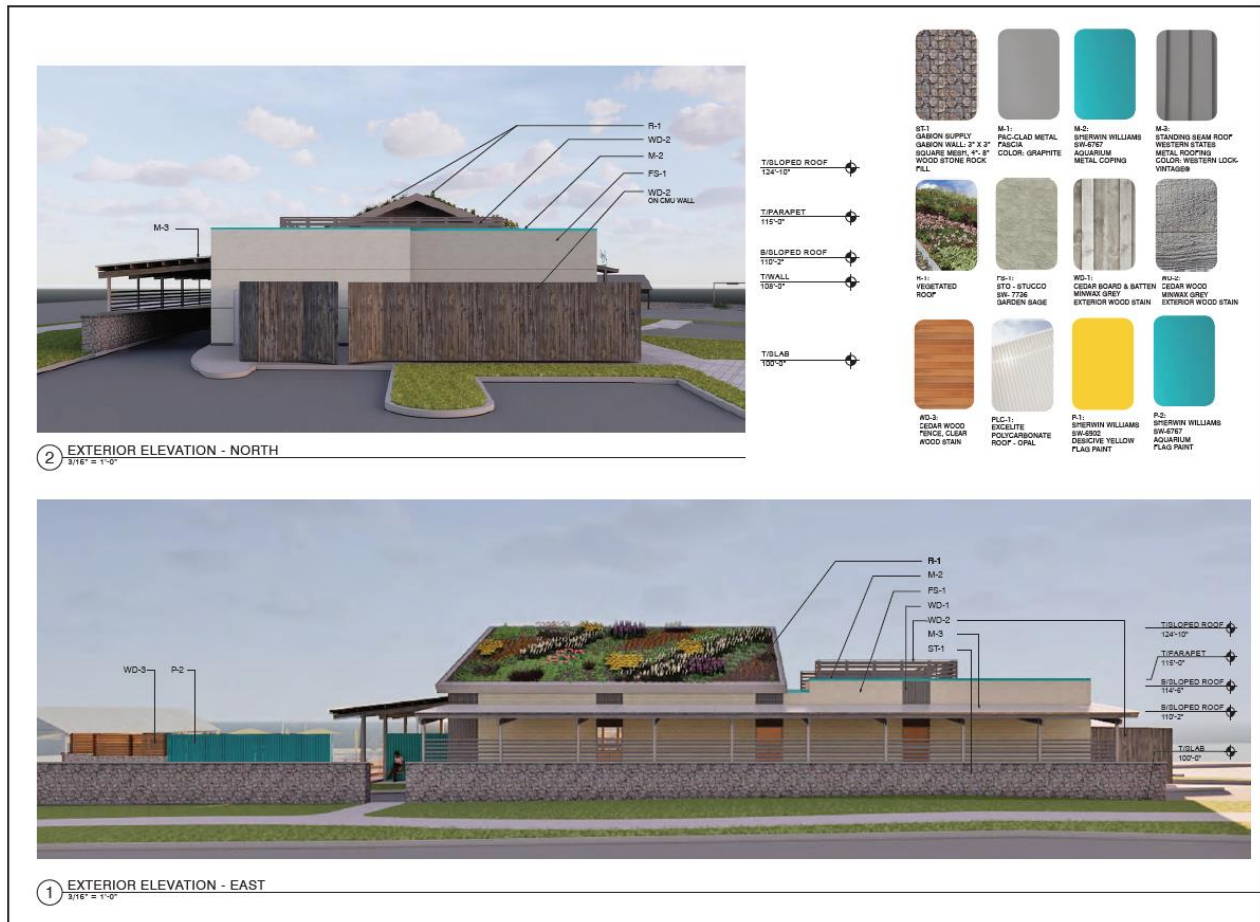 R-1
WD-2
M-2
FS-1
WD-2
ON CMU WALL
M-3
T/SLOPED ROOF
124'-10"
T/PARAPET
115'-0"
B/SLOPED ROOF
110'-2"
T/WALL
108'-0"
T/SLAB
100'-0"
2
EXTERIOR ELEVATION - NORTH
3/16" = 1'-0"
ST-1
GABION SUPPLY
GABION WALL: 3" X 3"
SQUARE MESH, 4"- 8"
WOOD STONE ROCK
FILL
M-1:
PAC-CLAD METAL
FASCIA
COLOR: GRAPHITE
M-2:
SHERWIN WILLIAMS
SW-6767
AQUARIUM
METAL COPING
M-3:
STANDING SEAM ROOF
WESTERN STATES
METAL ROOFING
COLOR: WESTERN LOCK-
VINTAGE®
R-1:
VEGETATED
ROOF
FS-1:
STO - STUCCO
SW- 7736
GARDEN SAGE
WD-1:
CEDAR BOARD & BATTEN
MINWAX GREY
EXTERIOR WOOD STAIN
WD-2:
CEDAR WOOD
MINWAX GREY
EXTERIOR WOOD STAIN
WD-3:
CEDAR WOOD
FENCE, CLEAR
WOOD STAIN
PLC-1:
EXCELITE
POLYCARBONATE
ROOF - OPAL
P-1:
SHERWIN WILLIAMS
SW-6902
DESICIVE YELLOW
FLAG PAINT
P-2:
SHERWIN WILLIAMS
SW-6767
AQUARIUM
FLAG PAINT
R-1
M-2
FS-1
WD-1
WD-2
M-3
ST-1
WD-3
P-2
T/SLOPED ROOF
124'-10"
T/PARAPET
115'-0"
B/SLOPED ROOF
114'-6"
B/SLOPED ROOF
110'-2"
T/SLAB
100'-0"
1
EXTERIOR ELEVATION - EAST
3/16" = 1'-0"